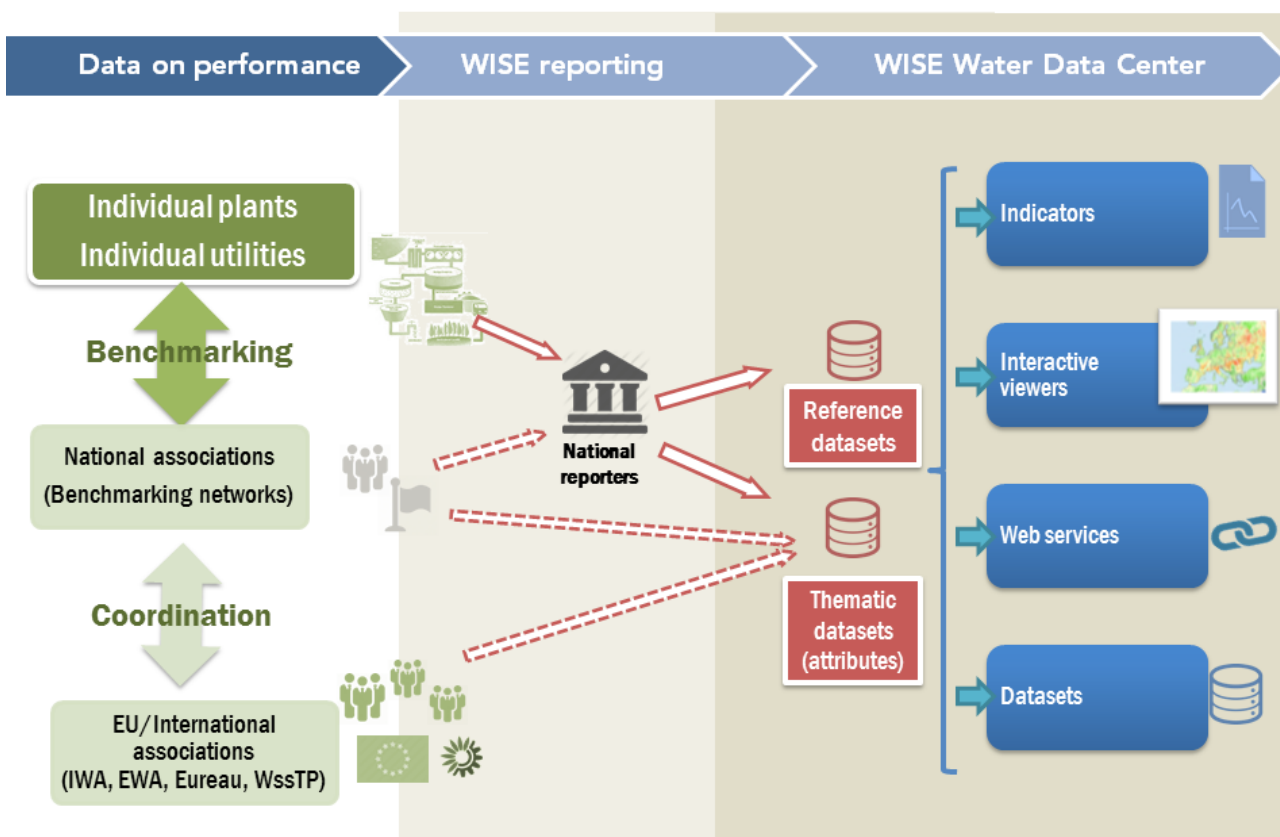 Data on performance
WISE reporting
WISE Water Data Center
Individual plants
Individual utilities
Benchmarking
National associations
(Benchmarking networks)
Coordination
EU/International
associations
(IWA, EWA, Eureau, WssTP)
National
reporters
Reference
datasets
Thematic
datasets
(attributes)
Indicators
Interactive
viewers
Web services
Datasets